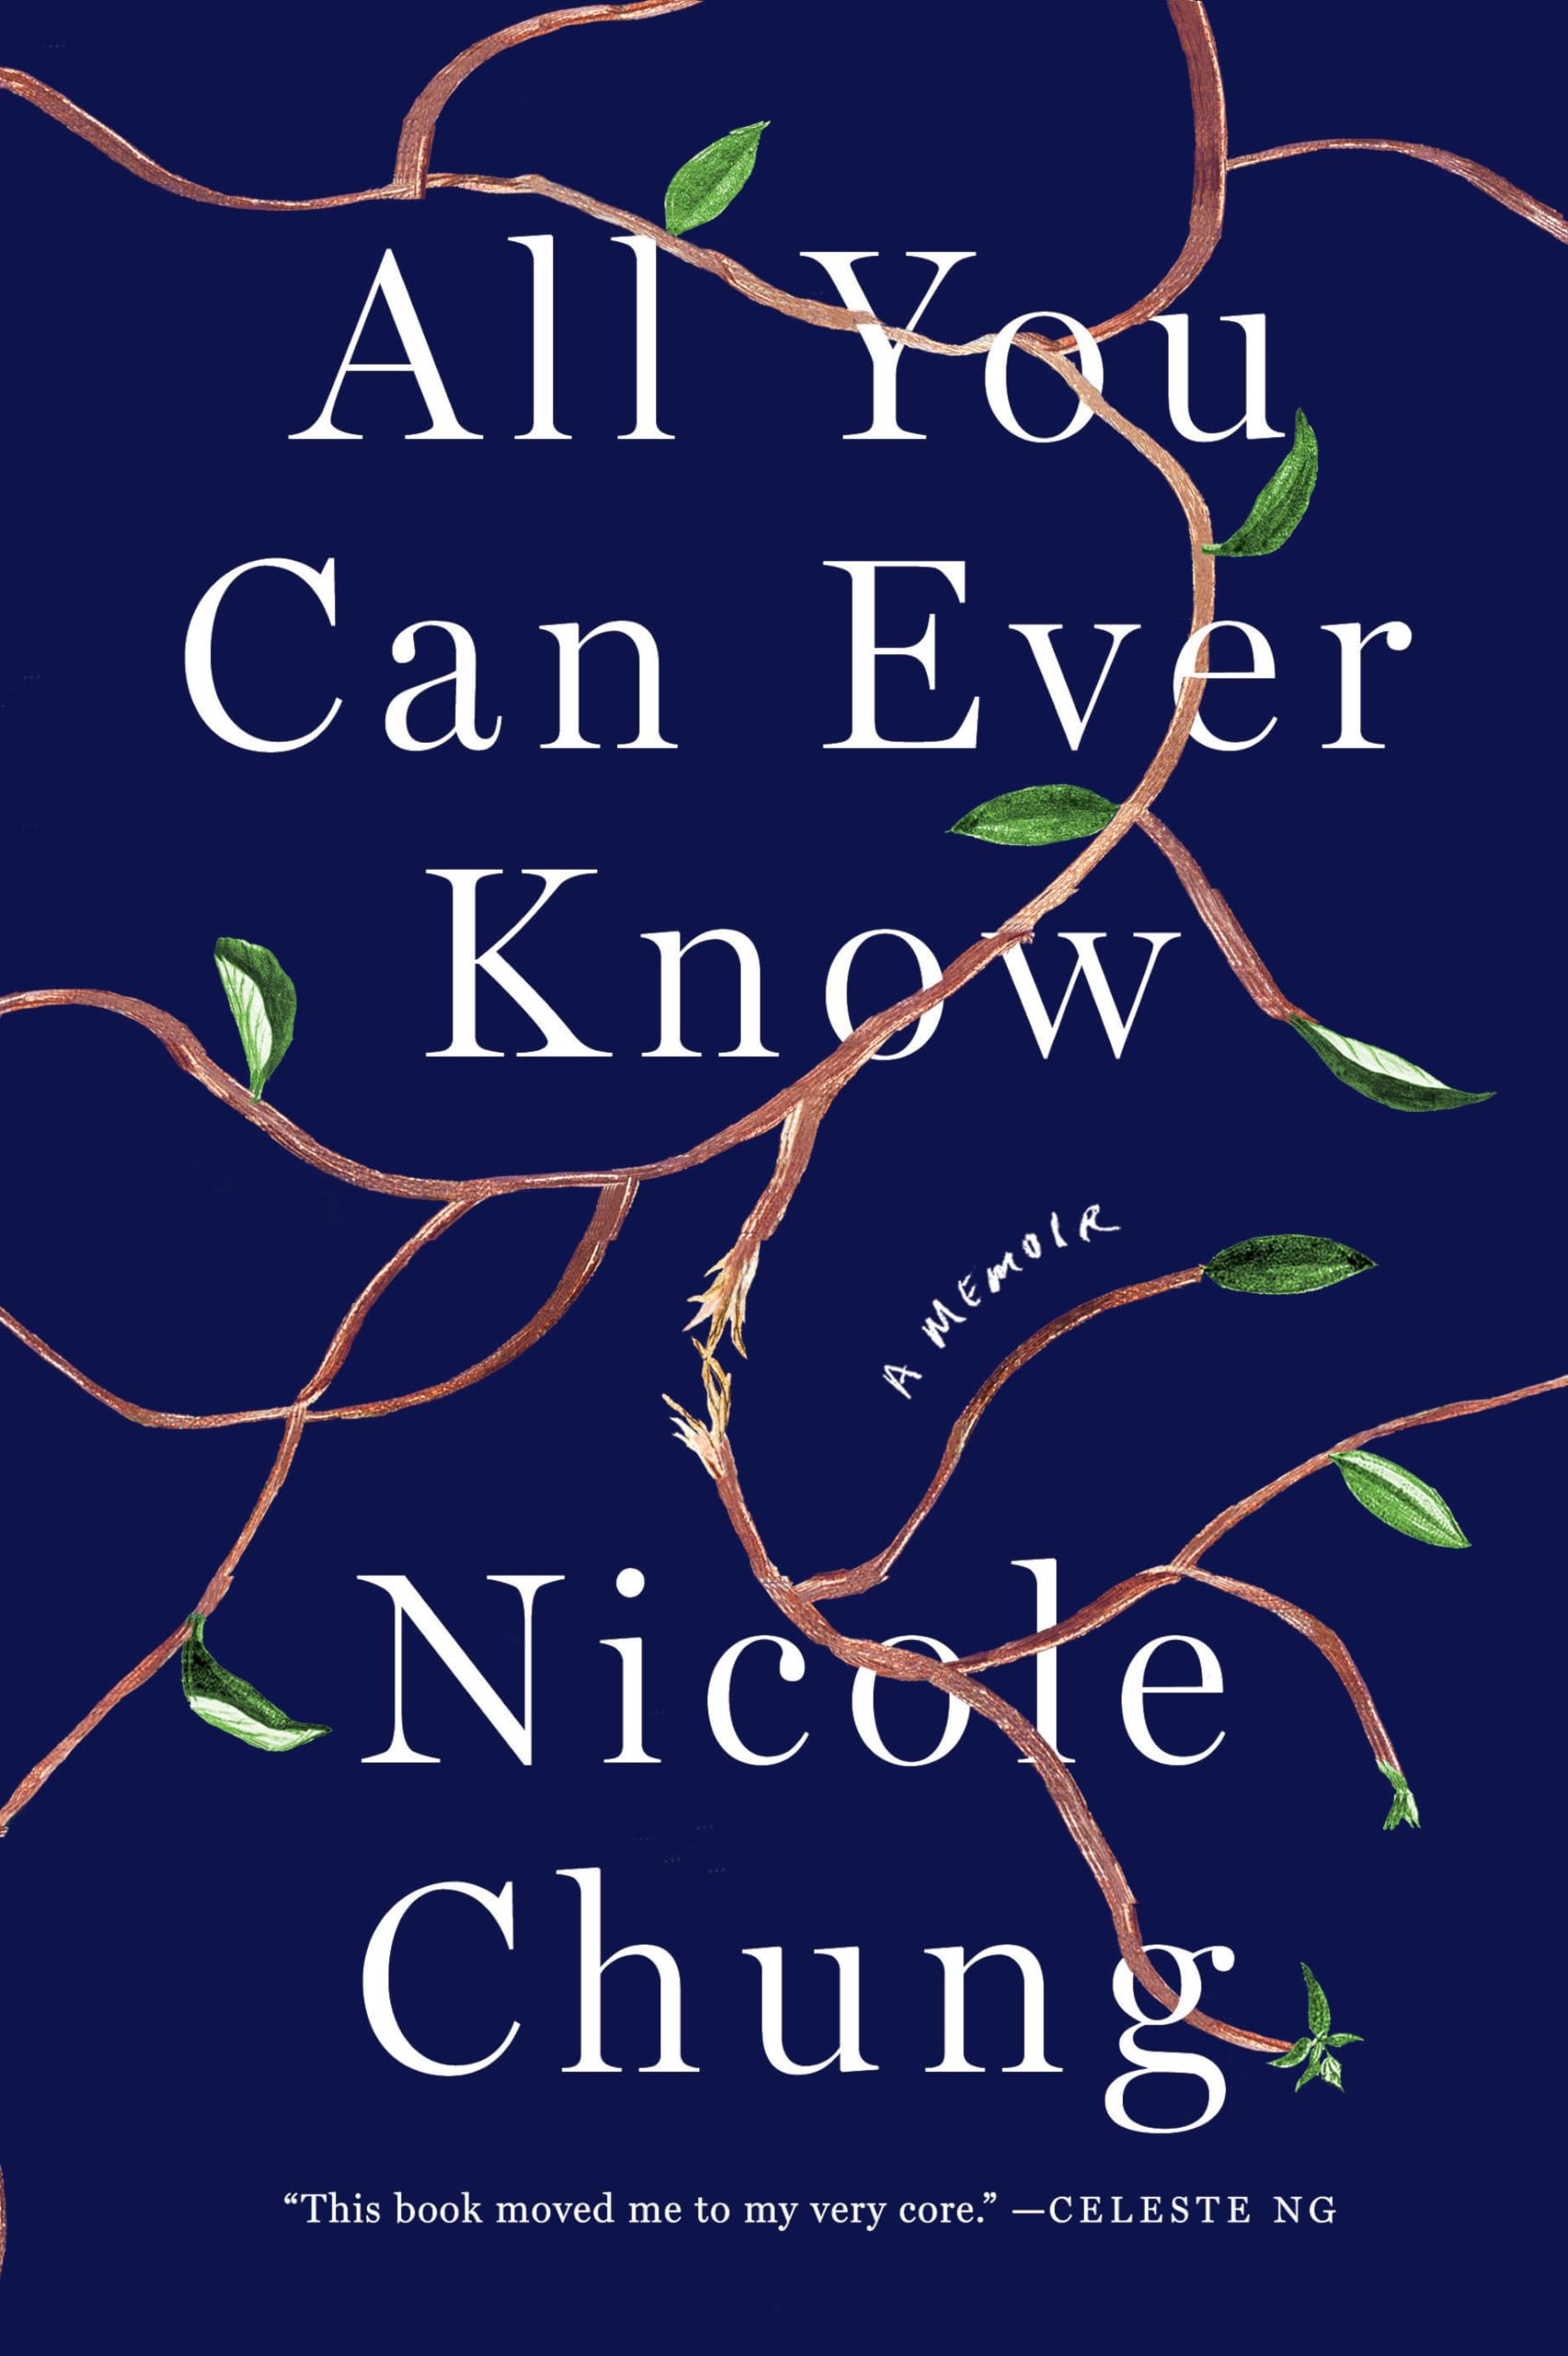 All You
Can Ever
Know
A MEMOIR
Nicole
Chung
“This book moved me to my very core.” —CELESTE NG